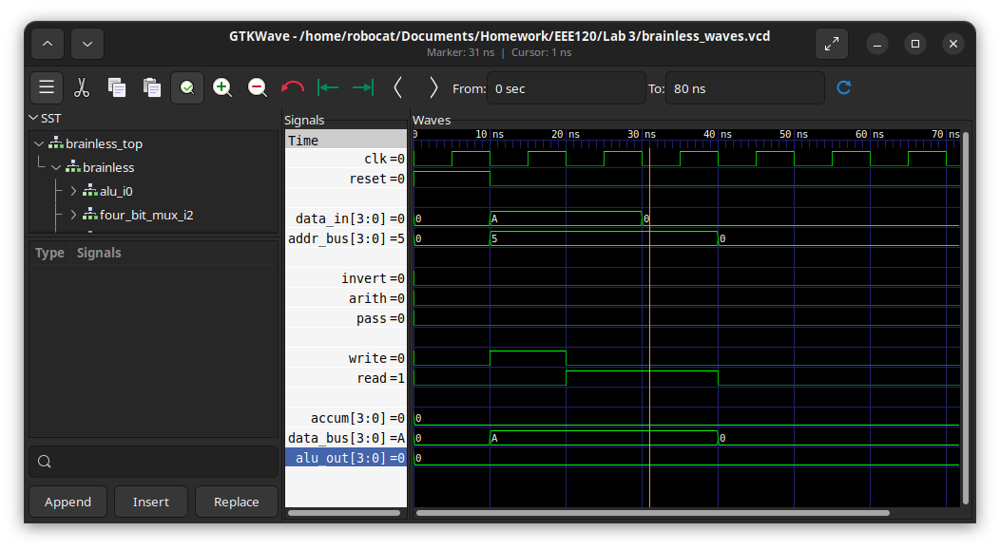 GTKWave - /home/robocat/Documents/Homework/EEE120/Lab 3/brainless_waves.vcd
Marker: 31 ns | Cursor: 1 ns
From: 0 sec To: 80 ns
SST
brainless_top
brainless
alu_i0
four_bit_mux_i2
Type Signals
Append Insert Replace
Signals
Time
clk=0
reset=0
data_in[3:0]=0
addr_bus[3:0]=5
invert=0
arith=0
pass=0
write=0
read=1
accum[3:0]=0
data_bus[3:0]=A
alu_out[3:0]=0
Waves
0 10 ns 20 ns 30 ns 40 ns 50 ns 60 ns 70 ns
0 A 0
0 5 0
0
0 A 0
0